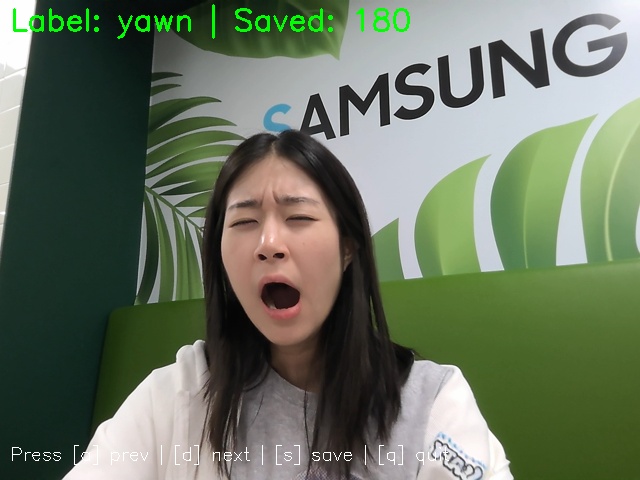 Label: yawn | Saved: 180
SAMSUNG
Press [a] prev | [d] next | [s] save | [q] quit